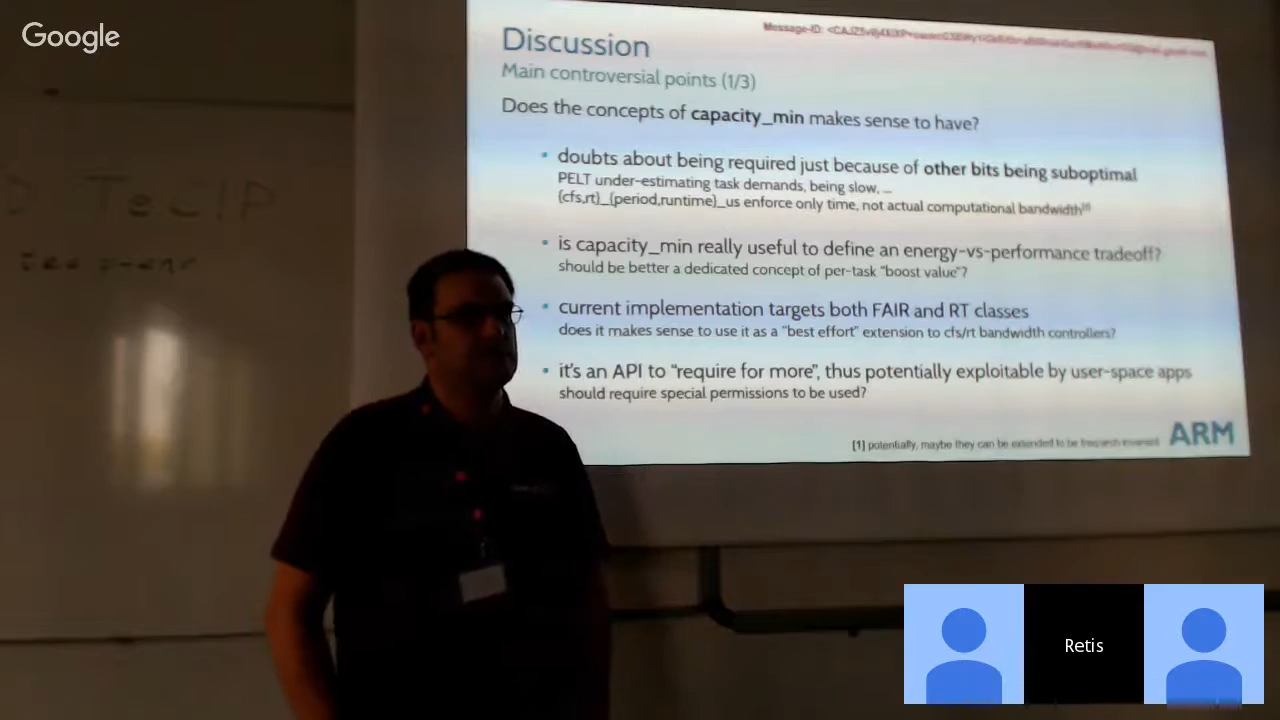 Google
Message-ID:
Discussion
Main controversial points (1/3)
Does the concepts of capacity_min makes sense to have?
• doubts about being required just because of other bits being suboptimal
PELT under-estimating task demands, being slow, ...
{cfs,rt}_{period,runtime}_us enforce only time, not actual computational bandwidth[1]
• is capacity_min really useful to define an energy-vs-performance tradeoff?
should be better a dedicated concept of per-task "boost value"?
• current implementation targets both FAIR and RT classes
does it makes sense to use it as a "best effort" extension to cfs/rt bandwidth controllers?
• it's an API to "require for more", thus potentially exploitable by user-space apps
should require special permissions to be used?
[1] potentially, maybe they can be extended to be
ARM
TeCIP
Retis